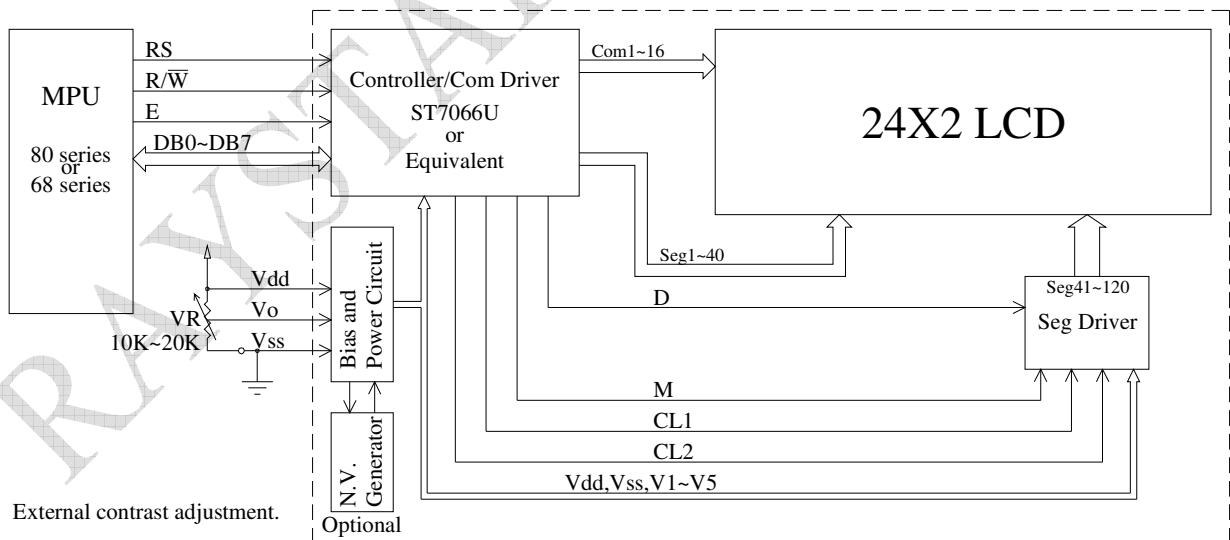 MPU
80 series
or
68 series
RS
R/W̅
E
DB0~DB7
Controller/Com Driver
ST7066U
or
Equivalent
Com1~16
24X2 LCD
Seg1~40
Seg41~120
Seg Driver
D
M
CL1
CL2
Vdd,Vss,V1~V5
Vdd
Vo
Vss
VR
10K~20K
Bias and
Power Circuit
N.V.
Generator
Optional
External contrast adjustment.
RAYSTAR